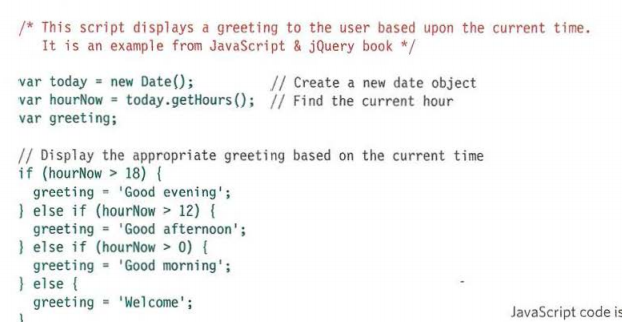 /* This script displays a greeting to the user based upon the current time.
It is an example from JavaScript & jQuery book */
var today = new Date(); // Create a new date object
var hourNow = today.getHours(); // Find the current hour
var greeting;
// Display the appropriate greeting based on the current time
if (hourNow > 18) {
greeting = 'Good evening';
} else if (hourNow > 12) {
greeting = 'Good afternoon';
} else if (hourNow > 0) {
greeting = 'Good morning';
} else {
greeting = 'Welcome';
}
JavaScript code is